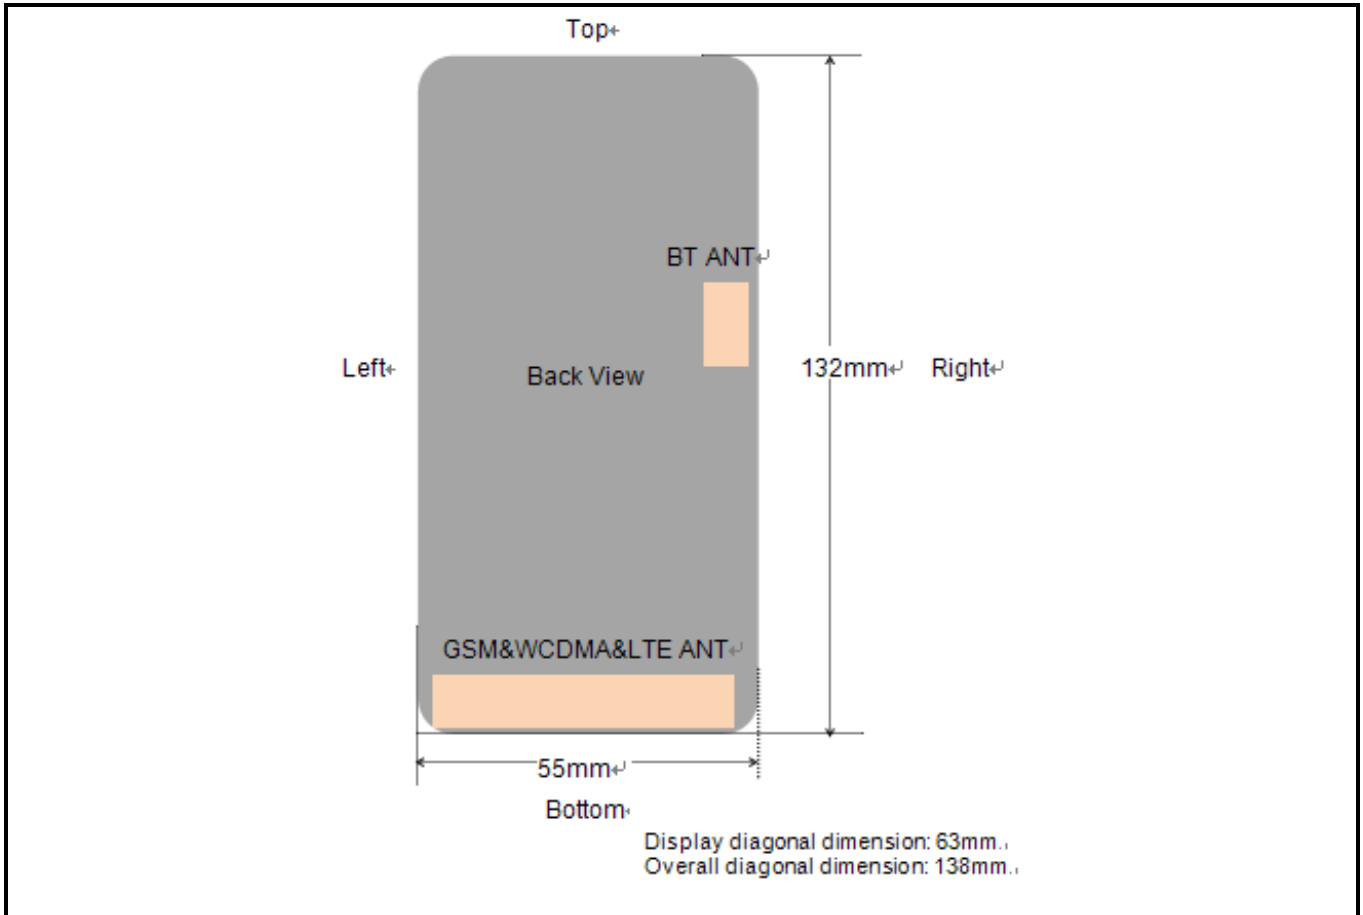 Top
BT ANT
Left
Back View
132mm
Right
GSM&WCDMA&LTE ANT
55mm
Bottom
Display diagonal dimension: 63mm.
Overall diagonal dimension: 138mm.